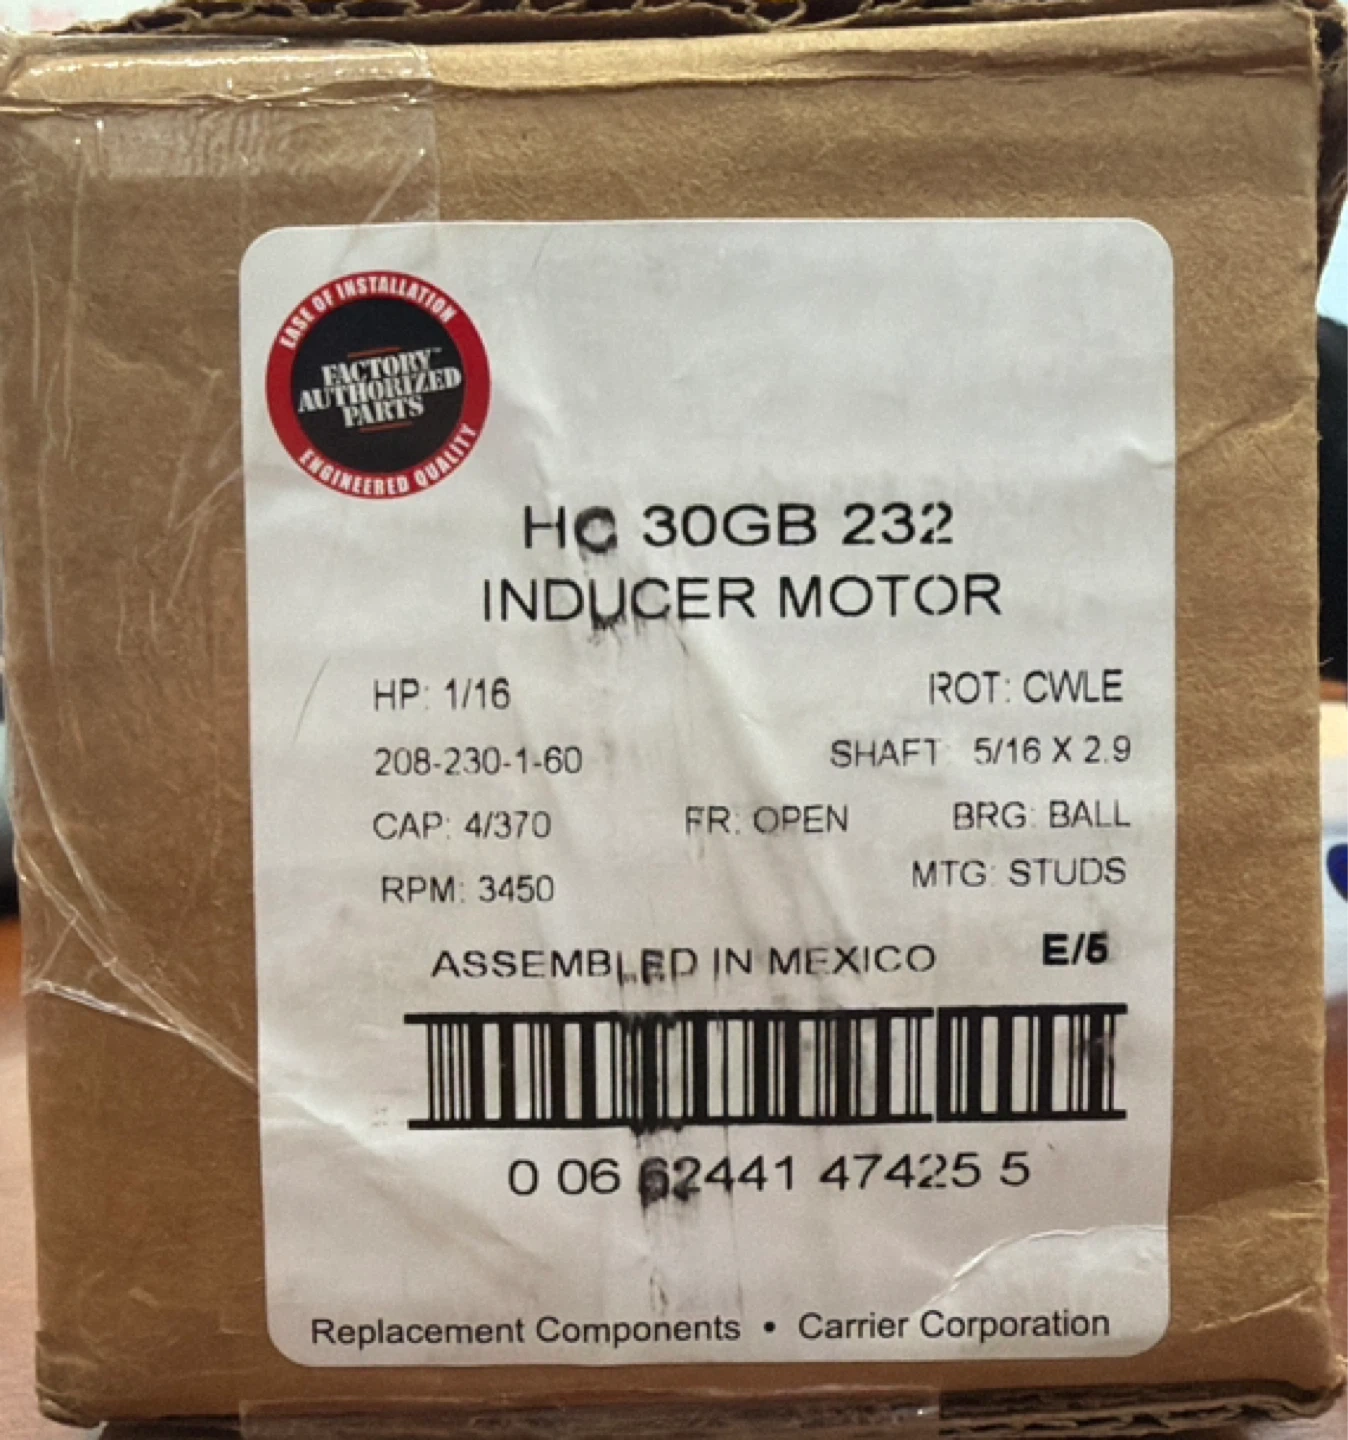 EASE OF INSTALLATION
FACTORY™
AUTHORIZED
PARTS
ENGINEERED QUALITY
HC 30GB 232
INDUCER MOTOR
HP: 1/16 ROT: CWLE
208-230-1-60 SHAFT: 5/16 X 2.9
CAP: 4/370 FR: OPEN BRG: BALL
RPM: 3450 MTG: STUDS
ASSEMBLED IN MEXICO E/5
0 06 62441 47425 5
Replacement Components • Carrier Corporation